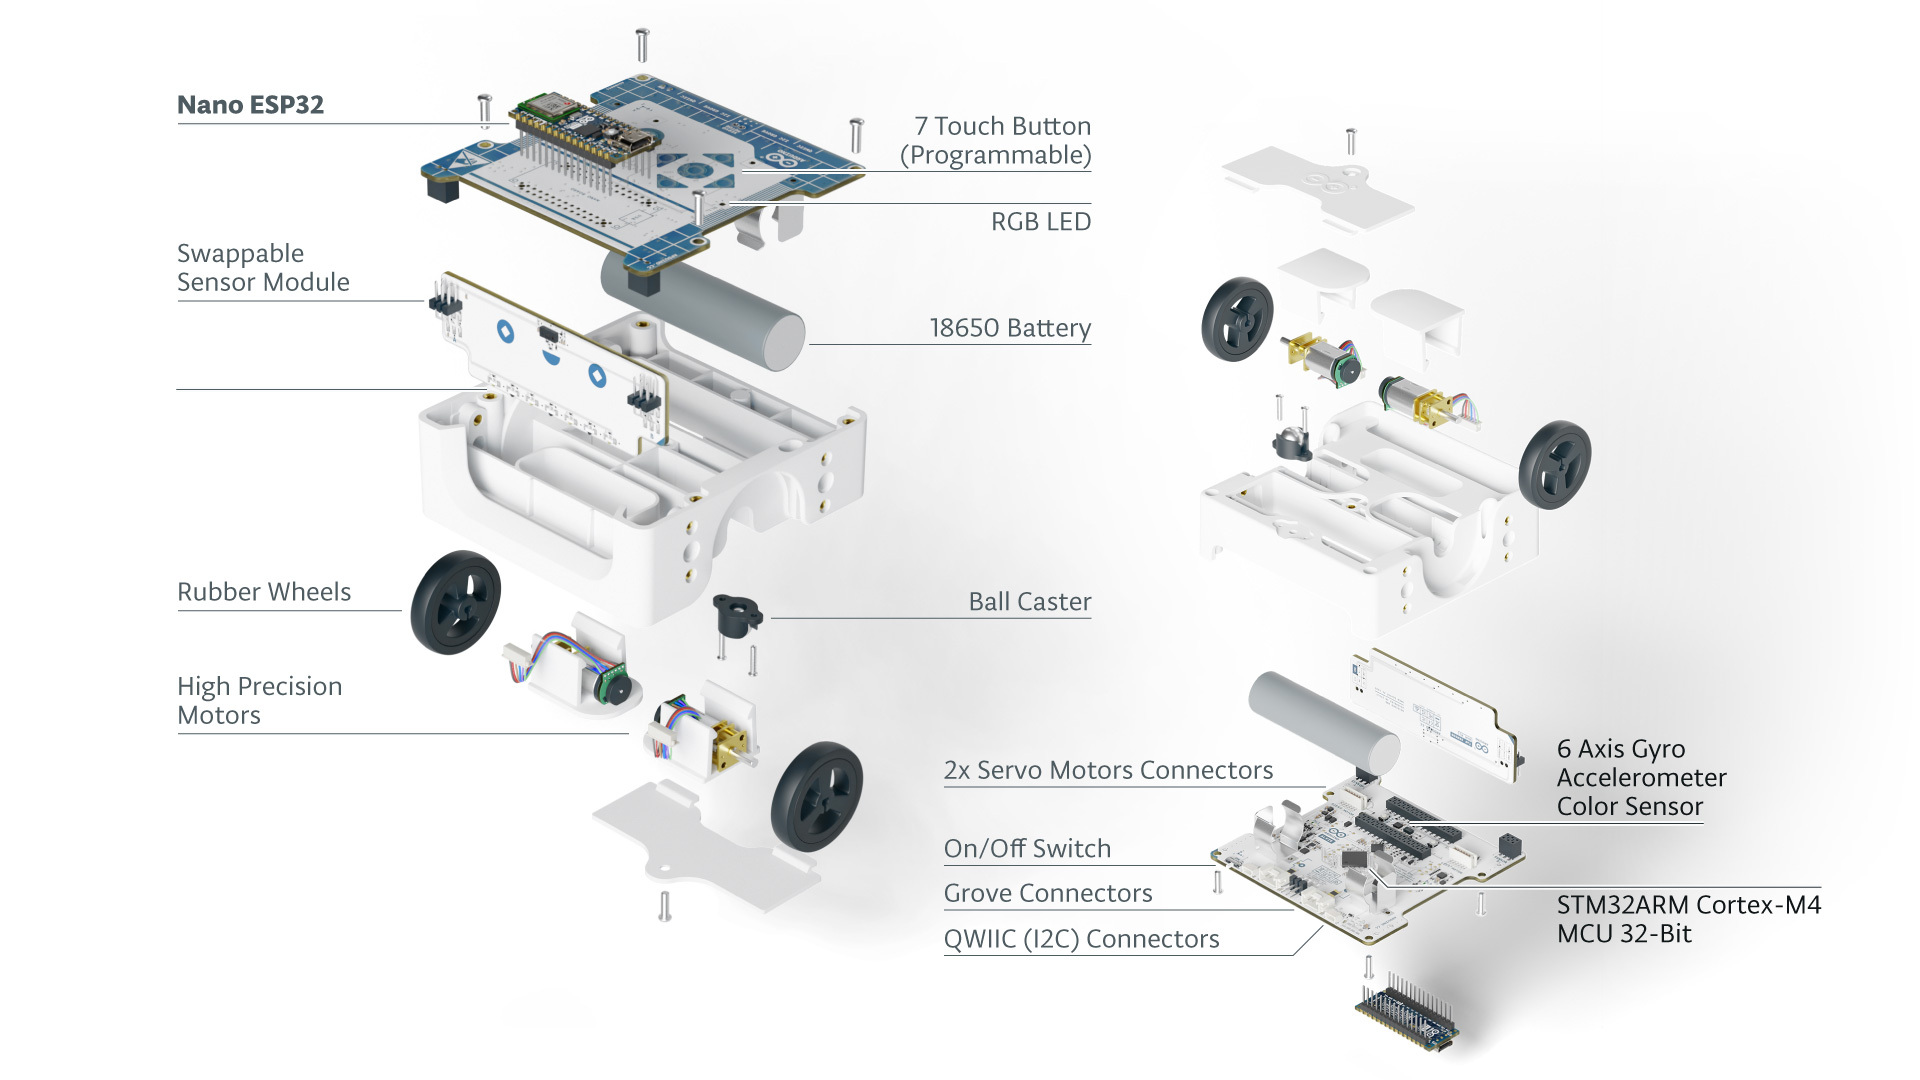 Nano ESP32
7 Touch Button
(Programmable)
RGB LED
Swappable
Sensor Module
18650 Battery
Rubber Wheels
Ball Caster
High Precision
Motors
2x Servo Motors Connectors
On/Off Switch
Grove Connectors
QWIIC (I2C) Connectors
6 Axis Gyro
Accelerometer
Color Sensor
STM32ARM Cortex-M4
MCU 32-Bit